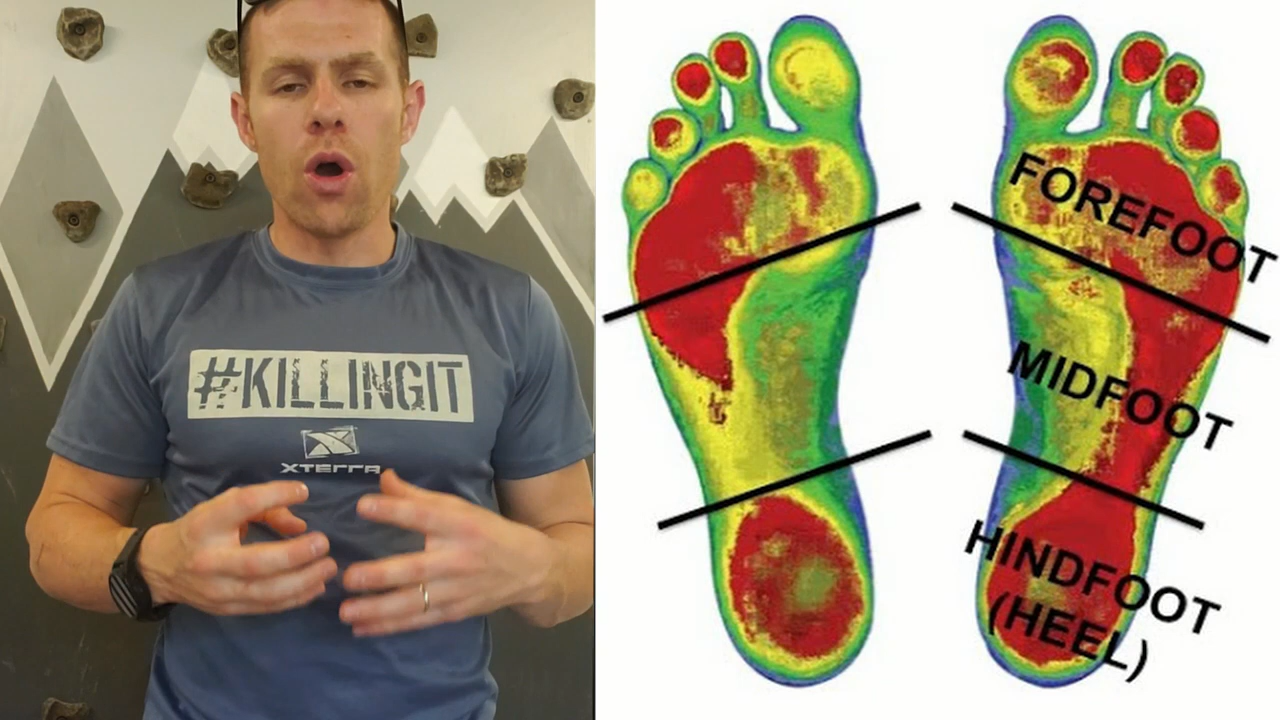 #KILLINGIT
XTERRA
FOREFOOT
MIDFOOT
HINDFOOT
(HEEL)